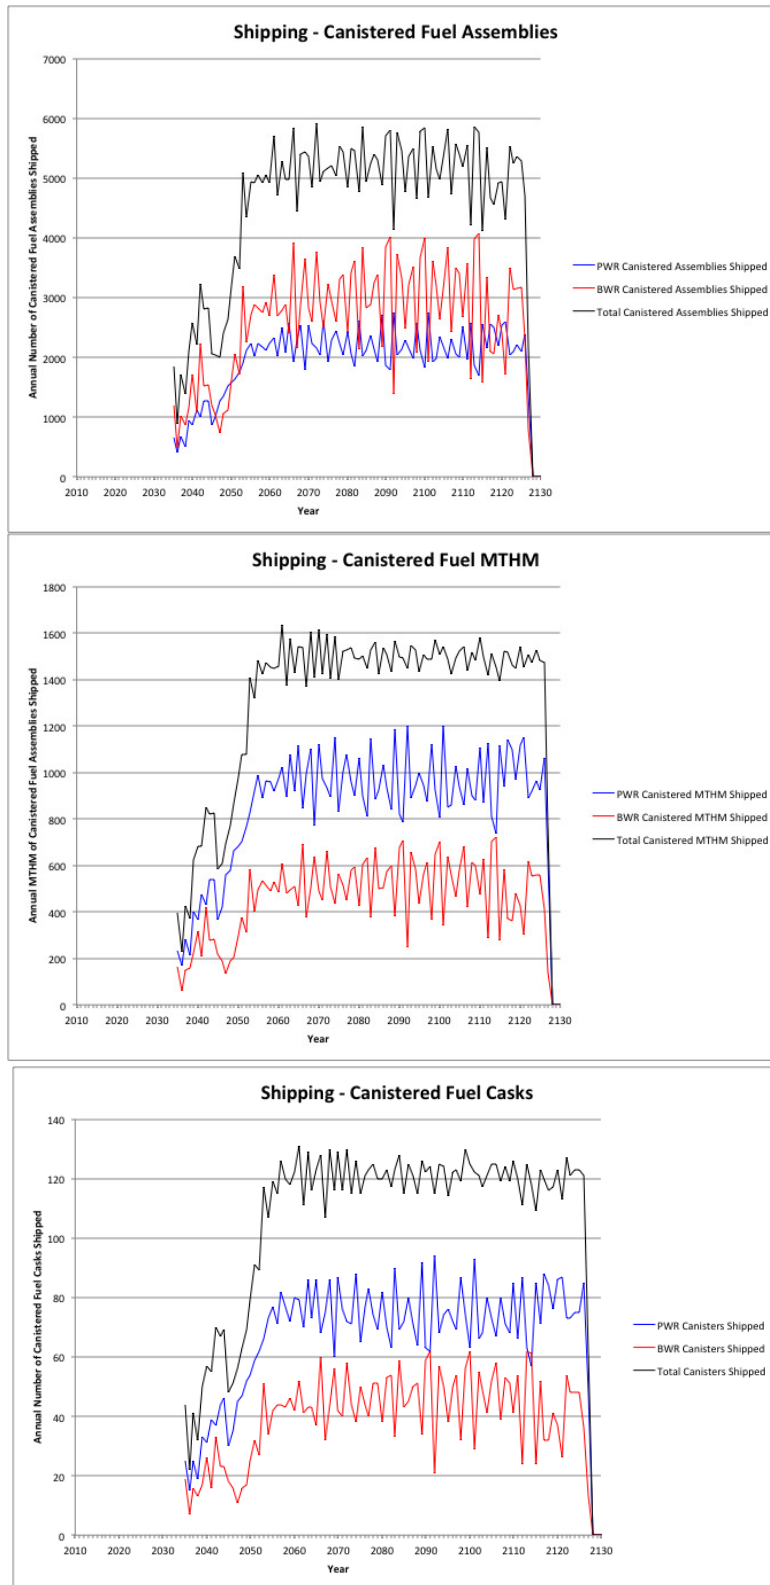 Shipping - Canistered Fuel Assemblies
Annual Number of Canistered Fuel Assemblies Shipped
7000
6000
5000
4000
3000
2000
1000
0
2010 2020 2030 2040 2050 2060 2070 2080 2090 2100 2110 2120 2130
Year
PWR Canistered Assemblies Shipped
BWR Canistered Assemblies Shipped
Total Canistered Assemblies Shipped
Shipping - Canistered Fuel MTHM
Annual MTHM of Canistered Fuel Assemblies Shipped
1800
1600
1400
1200
1000
800
600
400
200
0
2010 2020 2030 2040 2050 2060 2070 2080 2090 2100 2110 2120 2130
Year
PWR Canistered MTHM Shipped
BWR Canistered MTHM Shipped
Total Canistered MTHM Shipped
Shipping - Canistered Fuel Casks
Annual Number of Canistered Fuel Casks Shipped
140
120
100
80
60
40
20
0
2010 2020 2030 2040 2050 2060 2070 2080 2090 2100 2110 2120 2130
Year
PWR Canisters Shipped
BWR Canisters Shipped
Total Canisters Shipped